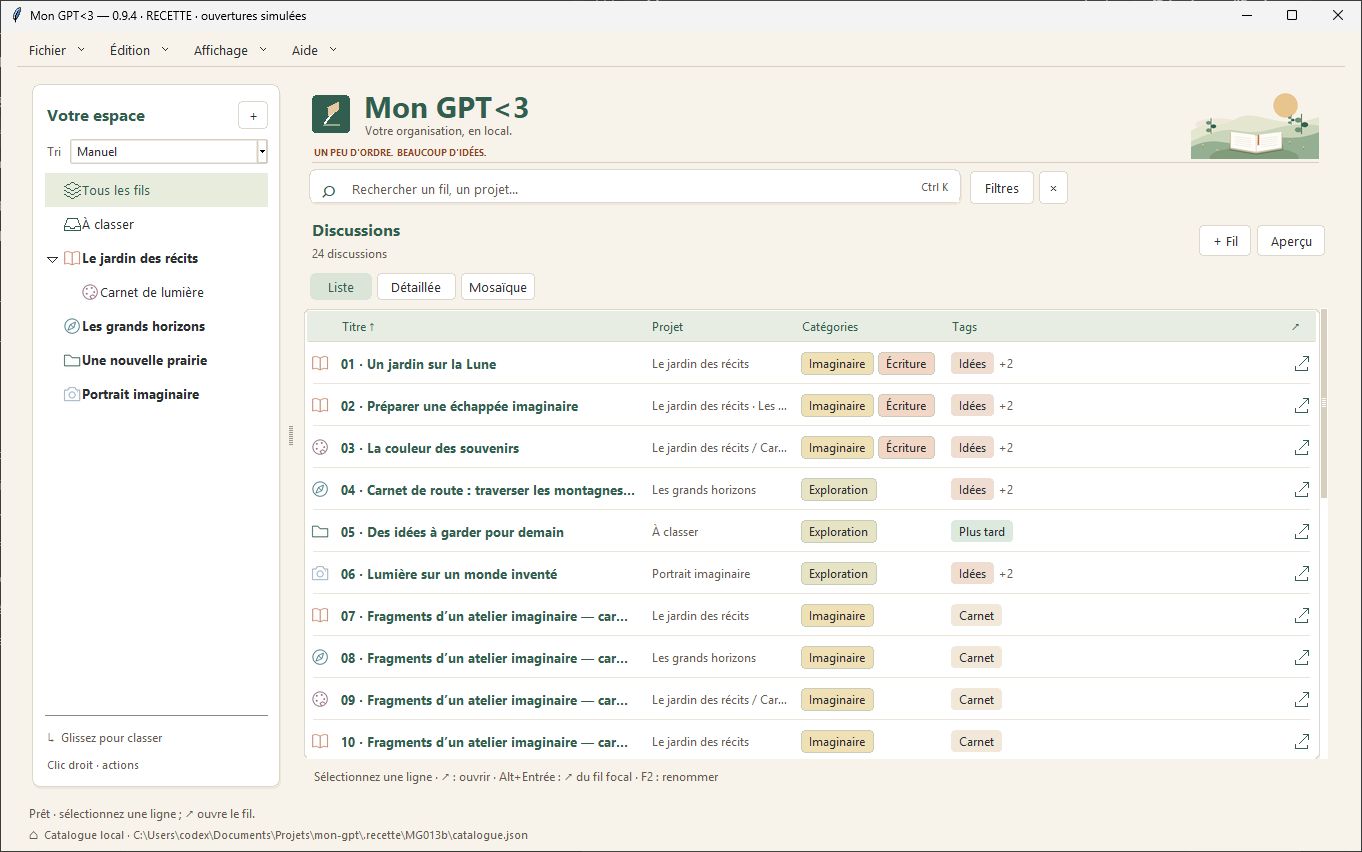 Mon GPT<3 — 0.9.4 · RECETTE · ouvertures simulées
Fichier Édition Affichage Aide
Votre espace +
Tri Manuel
Tous les fils
À classer
Le jardin des récits
Carnet de lumière
Les grands horizons
Une nouvelle prairie
Portrait imaginaire
↳ Glissez pour classer
Clic droit · actions
Mon GPT<3
Votre organisation, en local.
UN PEU D'ORDRE. BEAUCOUP D'IDÉES.
Rechercher un fil, un projet... Ctrl K Filtres ×
Discussions
24 discussions
+ Fil Aperçu
Liste Détaillée Mosaïque
Titre ↑ Projet Catégories Tags ↗
01 · Un jardin sur la Lune Le jardin des récits Imaginaire Écriture Idées +2
02 · Préparer une échappée imaginaire Le jardin des récits · Les ... Imaginaire Écriture Idées +2
03 · La couleur des souvenirs Le jardin des récits / Car... Imaginaire Écriture Idées +2
04 · Carnet de route : traverser les montagnes... Les grands horizons Exploration Idées +2
05 · Des idées à garder pour demain À classer Exploration Plus tard
06 · Lumière sur un monde inventé Portrait imaginaire Exploration Idées +2
07 · Fragments d’un atelier imaginaire — car... Le jardin des récits Imaginaire Carnet
08 · Fragments d’un atelier imaginaire — car... Les grands horizons Imaginaire Carnet
09 · Fragments d’un atelier imaginaire — car... Le jardin des récits / Car... Imaginaire Carnet
10 · Fragments d’un atelier imaginaire — car... Le jardin des récits Imaginaire Carnet
Sélectionnez une ligne · ↗ : ouvrir · Alt+Entrée : ↗ du fil focal · F2 : renommer
Prêt · sélectionnez une ligne ; ↗ ouvre le fil.
⌂ Catalogue local · C:\Users\codex\Documents\Projets\mon-gpt\.recette\MG013b\catalogue.json